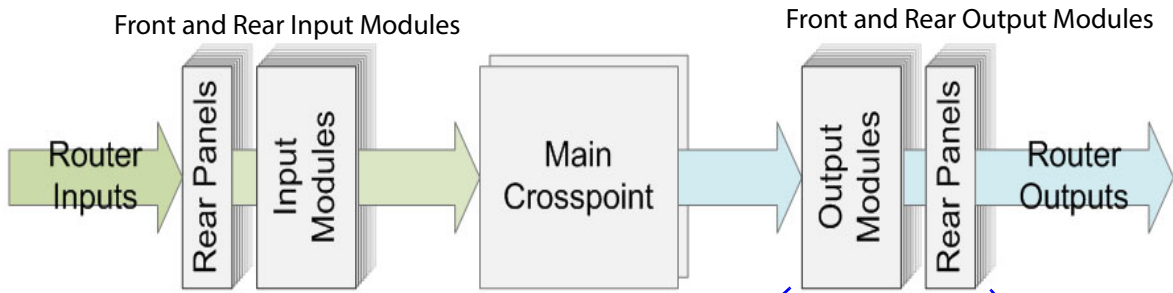 Front and Rear Input Modules
Front and Rear Output Modules
Router
Inputs
Rear Panels
Input
Modules
Main
Crosspoint
Output
Modules
Rear Panels
Router
Outputs